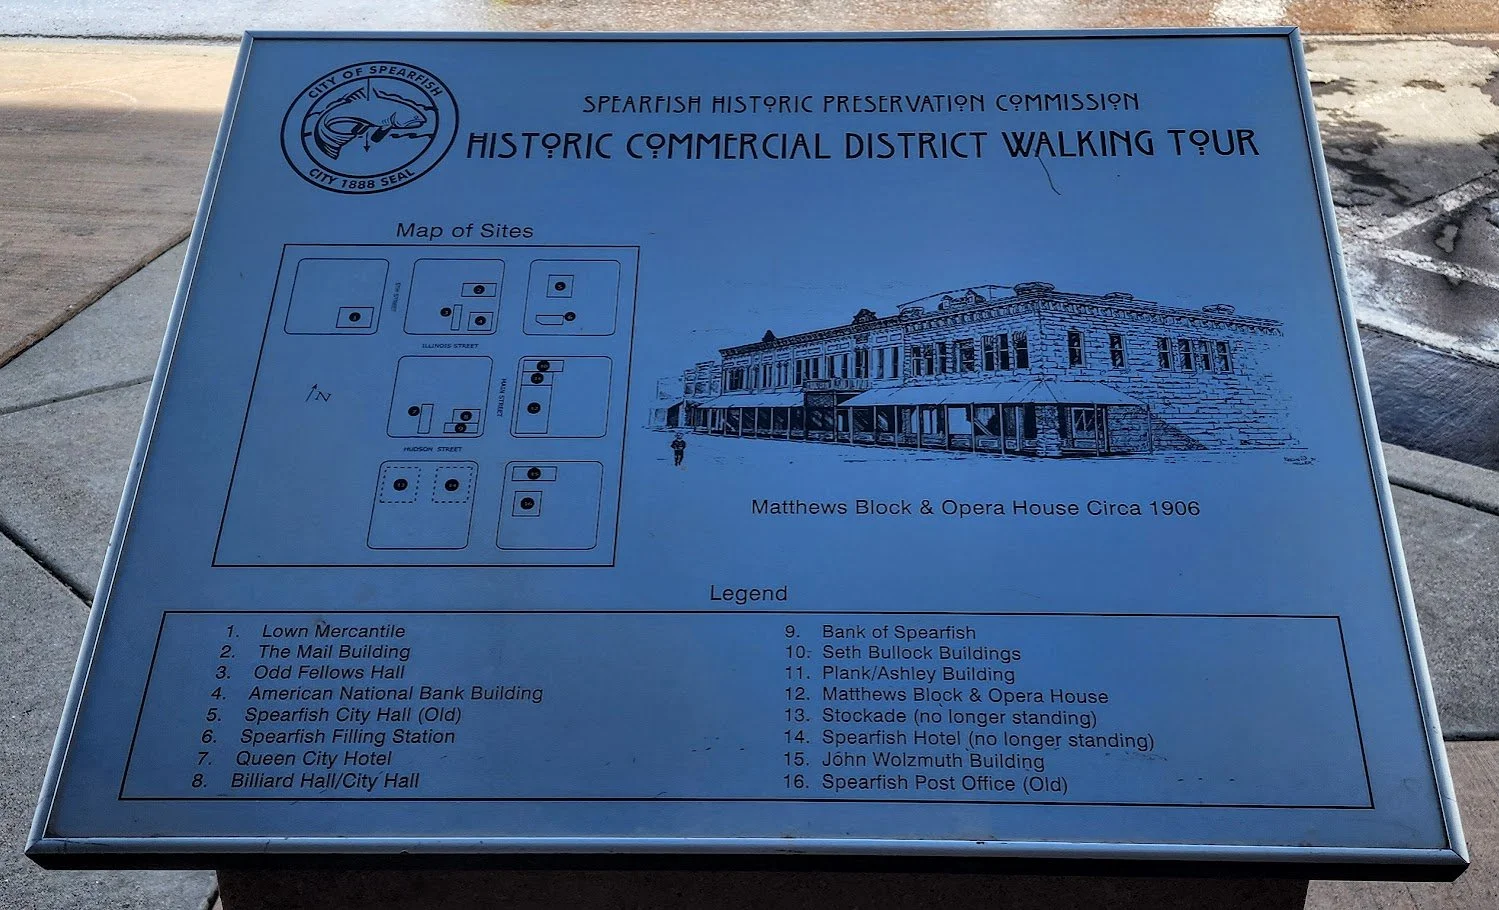 CITY OF SPEARFISH
CITY 1888 SEAL
SPEARFISH HISTORIC PRESERVATION COMMISSION
HISTORIC COMMERCIAL DISTRICT WALKING TOUR
Map of Sites
ILLINOIS STREET
MAIN STREET
N
HUDSON STREET
Matthews Block & Opera House Circa 1906
Legend
1. Lown Mercantile
2. The Mail Building
3. Odd Fellows Hall
4. American National Bank Building
5. Spearfish City Hall (Old)
6. Spearfish Filling Station
7. Queen City Hotel
8. Billiard Hall/City Hall
9. Bank of Spearfish
10. Seth Bullock Buildings
11. Plank/Ashley Building
12. Matthews Block & Opera House
13. Stockade (no longer standing)
14. Spearfish Hotel (no longer standing)
15. John Wolzmuth Building
16. Spearfish Post Office (Old)